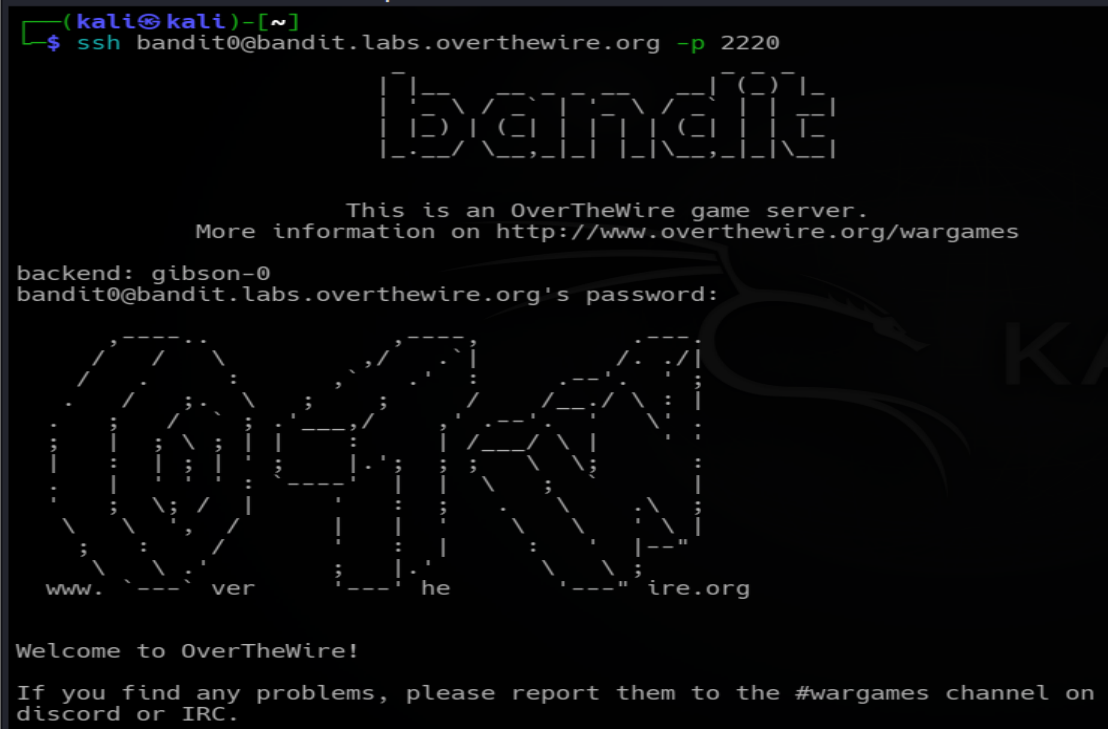 (kali㉿kali)-[~]
$ ssh bandit0@bandit.labs.overthewire.org -p 2220
bandit
This is an OverTheWire game server.
More information on http://www.overthewire.org/wargames
backend: gibson-0
bandit0@bandit.labs.overthewire.org's password:
www. ver he ire.org
Welcome to OverTheWire!
If you find any problems, please report them to the #wargames channel on
discord or IRC.
KA